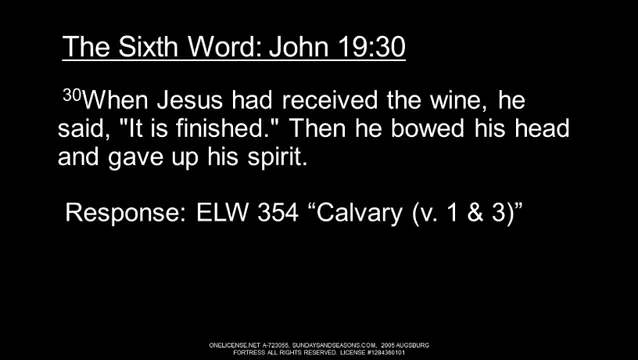 The Sixth Word: John 19:30
30When Jesus had received the wine, he
said, "It is finished." Then he bowed his head
and gave up his spirit.
Response: ELW 354 “Calvary (v. 1 & 3)”
ONELICENSE.NET A-723055, SUNDAYSANDSEASONS.COM, 2005 AUGSBURG
FORTRESS ALL RIGHTS RESERVED. LICENSE #1284360101